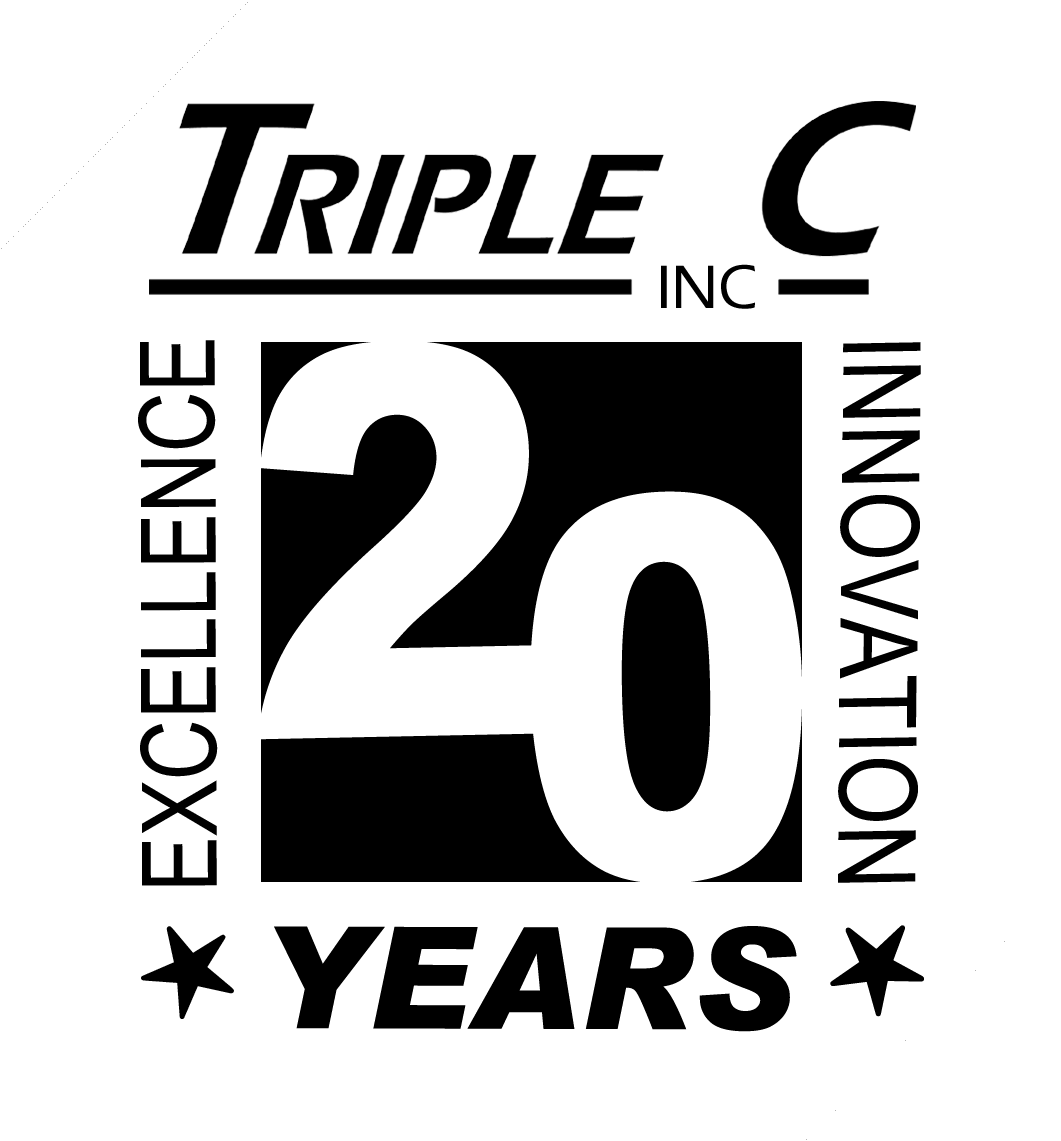 TRIPLE C
INC
EXCELLENCE
20
INNOVATION
YEARS